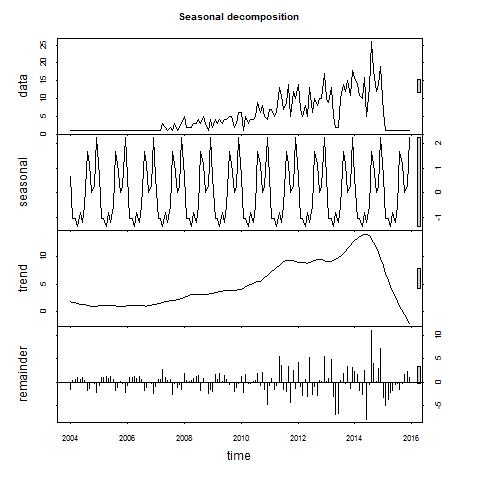 Seasonal decomposition
data
0 5 10 15 20 25
seasonal
-1 0 1 2
trend
0 5 10
remainder
-5 0 5 10
2004 2006 2008 2010 2012 2014 2016
time